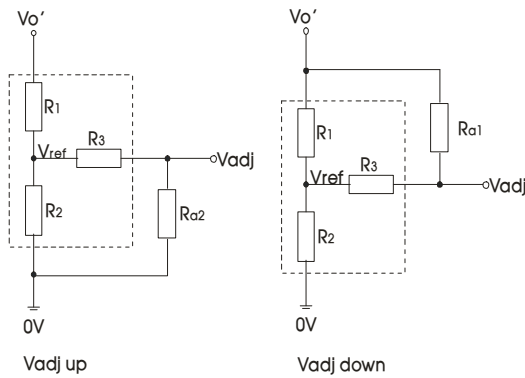 Vo'
R1
Vref
R3
Vadj
R2
Ra2
0V
Vadj up
Vo'
R1
Ra1
Vref
R3
Vadj
R2
0V
Vadj down